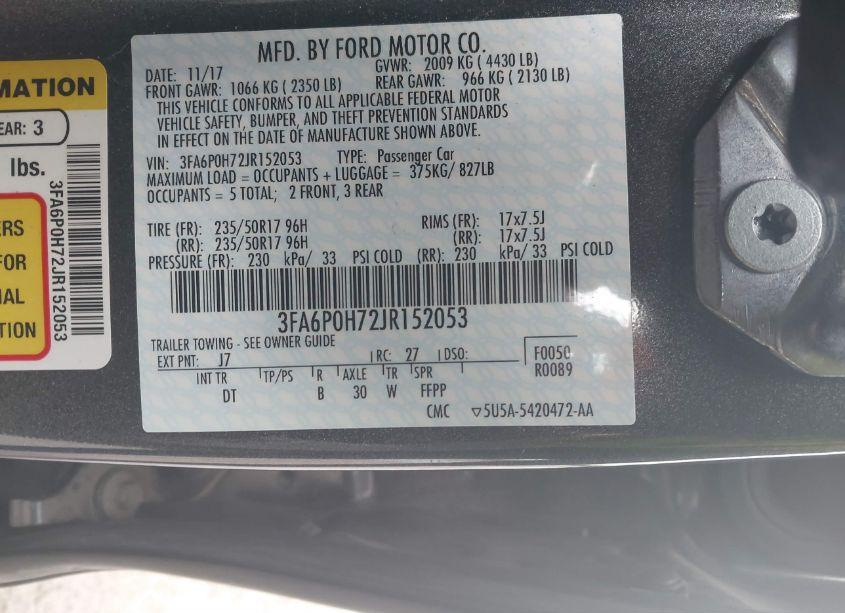 MFD. BY FORD MOTOR CO.
DATE: 11/17 GVWR: 2009 KG ( 4430 LB)
FRONT GAWR: 1066 KG ( 2350 LB) REAR GAWR: 966 KG ( 2130 LB)
THIS VEHICLE CONFORMS TO ALL APPLICABLE FEDERAL MOTOR
VEHICLE SAFETY, BUMPER, AND THEFT PREVENTION STANDARDS
IN EFFECT ON THE DATE OF MANUFACTURE SHOWN ABOVE.
VIN: 3FA6P0H72JR152053 TYPE: Passenger Car
MAXIMUM LOAD = OCCUPANTS + LUGGAGE = 375KG/ 827LB
OCCUPANTS = 5 TOTAL; 2 FRONT, 3 REAR
TIRE (FR): 235/50R17 96H RIMS (FR): 17x7.5J
(RR): 235/50R17 96H (RR): 17x7.5J
PRESSURE (FR): 230 kPa/ 33 PSI COLD (RR): 230 kPa/ 33 PSI COLD
3FA6P0H72JR152053
TRAILER TOWING - SEE OWNER GUIDE
EXT PNT: J7 RC: 27 DSO: F0050
R0089
INT TR TP/PS R AXLE TR SPR
DT B 30 W FFPP
CMC ▽5U5A-5420472-AA
MATION
EAR: 3
lbs.
ERS
FOR
IAL
TION
3FA6P0H72JR152053